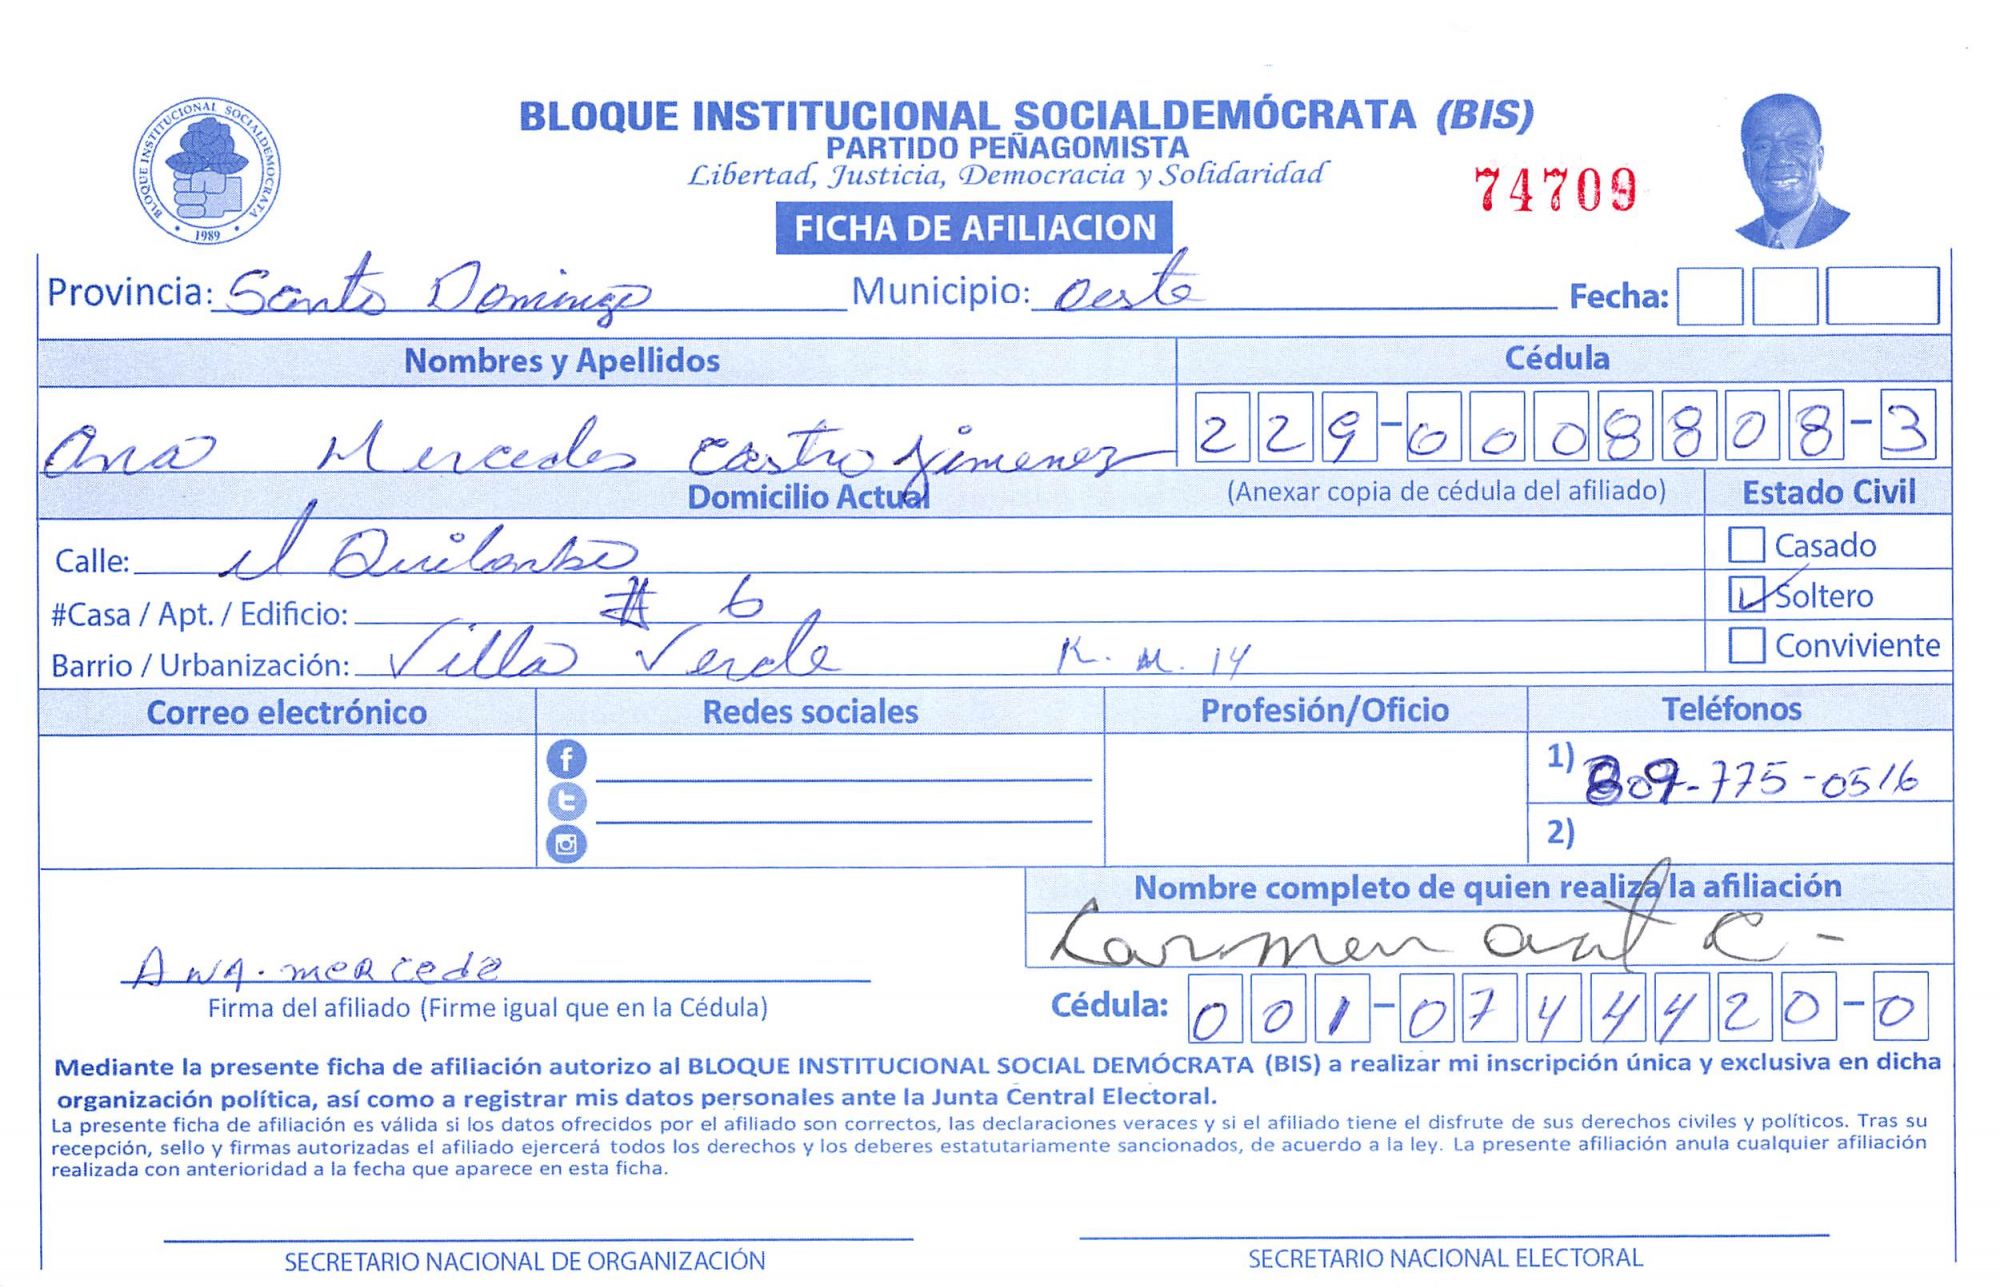 BLOQUE INSTITUCIONAL SOCIALDEMÓCRATA (BIS)
PARTIDO PEÑAGOMISTA
Libertad, Justicia, Democracia y Solidaridad
74709
BLOQUE INSTITUCIONAL SOCIALDEMOCRATA
1989
FICHA DE AFILIACION
Provincia: Santo Domingo Municipio: Oeste Fecha:
Nombres y Apellidos Cédula
Ana Mercedes Castro Jimenez 229-0008808-3
Domicilio Actual (Anexar copia de cédula del afiliado) Estado Civil
Calle: el Quilombo Casado
#Casa / Apt. / Edificio: # 6 Soltero
Barrio / Urbanización: Villa Verde K.M. 14 Conviviente
Correo electrónico Redes sociales Profesión/Oficio Teléfonos
1) 809-775-0516
2)
Nombre completo de quien realiza la afiliación
Carmen C -
Ana. mercede
Firma del afiliado (Firme igual que en la Cédula) Cédula: 001-0744420-0
Mediante la presente ficha de afiliación autorizo al BLOQUE INSTITUCIONAL SOCIAL DEMÓCRATA (BIS) a realizar mi inscripción única y exclusiva en dicha
organización política, así como a registrar mis datos personales ante la Junta Central Electoral.
La presente ficha de afiliación es válida si los datos ofrecidos por el afiliado son correctos, las declaraciones veraces y si el afiliado tiene el disfrute de sus derechos civiles y políticos. Tras su
recepción, sello y firmas autorizadas el afiliado ejercerá todos los derechos y los deberes estatutariamente sancionados, de acuerdo a la ley. La presente afiliación anula cualquier afiliación
realizada con anterioridad a la fecha que aparece en esta ficha.
SECRETARIO NACIONAL DE ORGANIZACIÓN SECRETARIO NACIONAL ELECTORAL